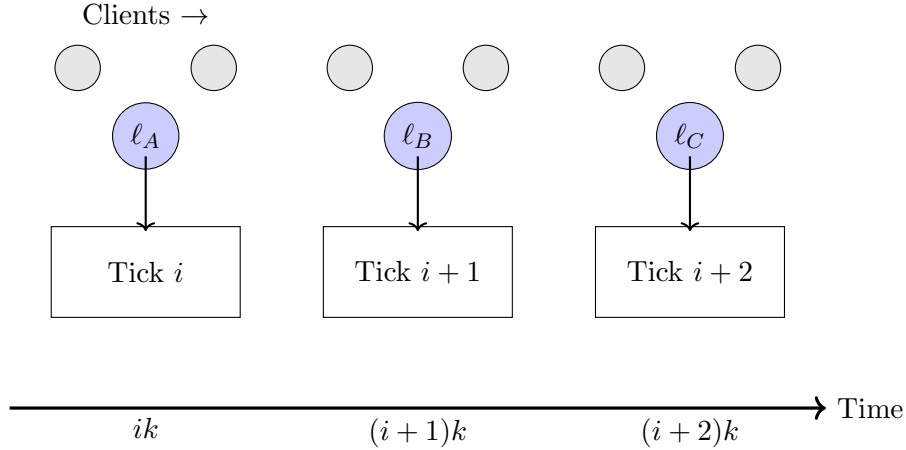 Clients →
ℓ_A
ℓ_B
ℓ_C
Tick i
Tick i + 1
Tick i + 2
Time
ik
(i + 1)k
(i + 2)k